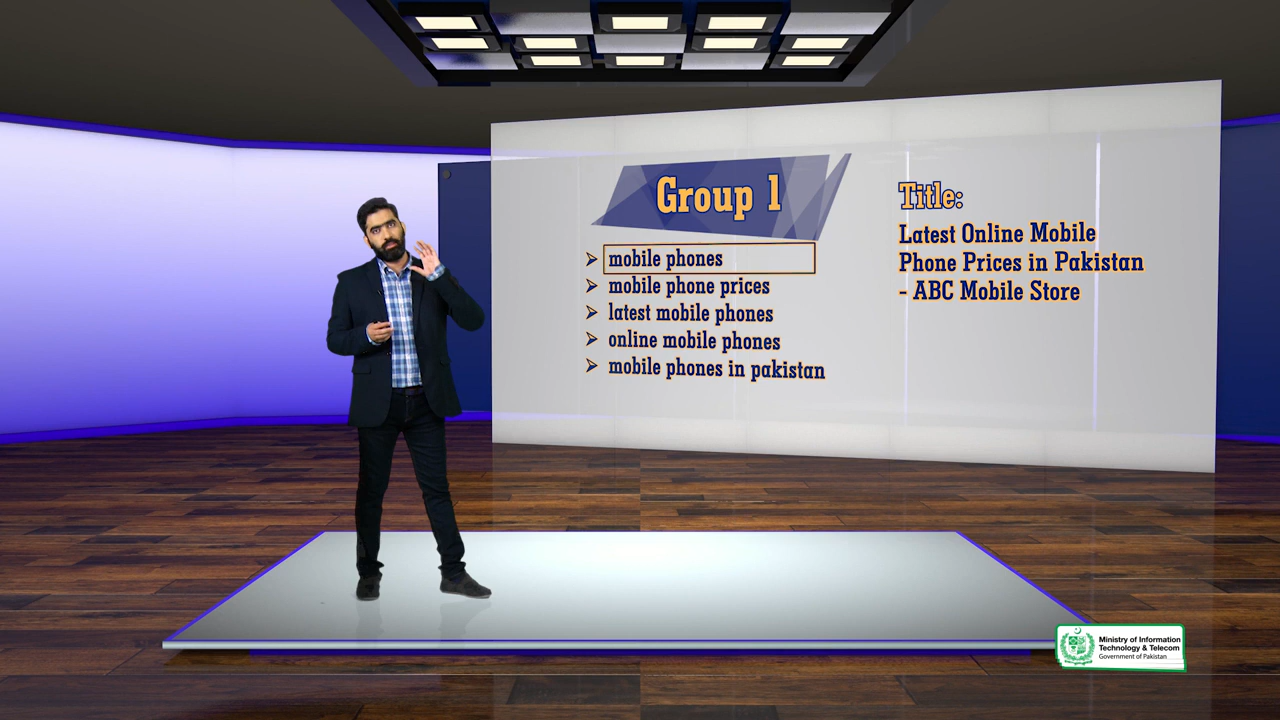 Group 1
mobile phones
mobile phone prices
latest mobile phones
online mobile phones
mobile phones in pakistan
Title:
Latest Online Mobile
Phone Prices in Pakistan
- ABC Mobile Store
Ministry of Information
Technology & Telecom
Government of Pakistan